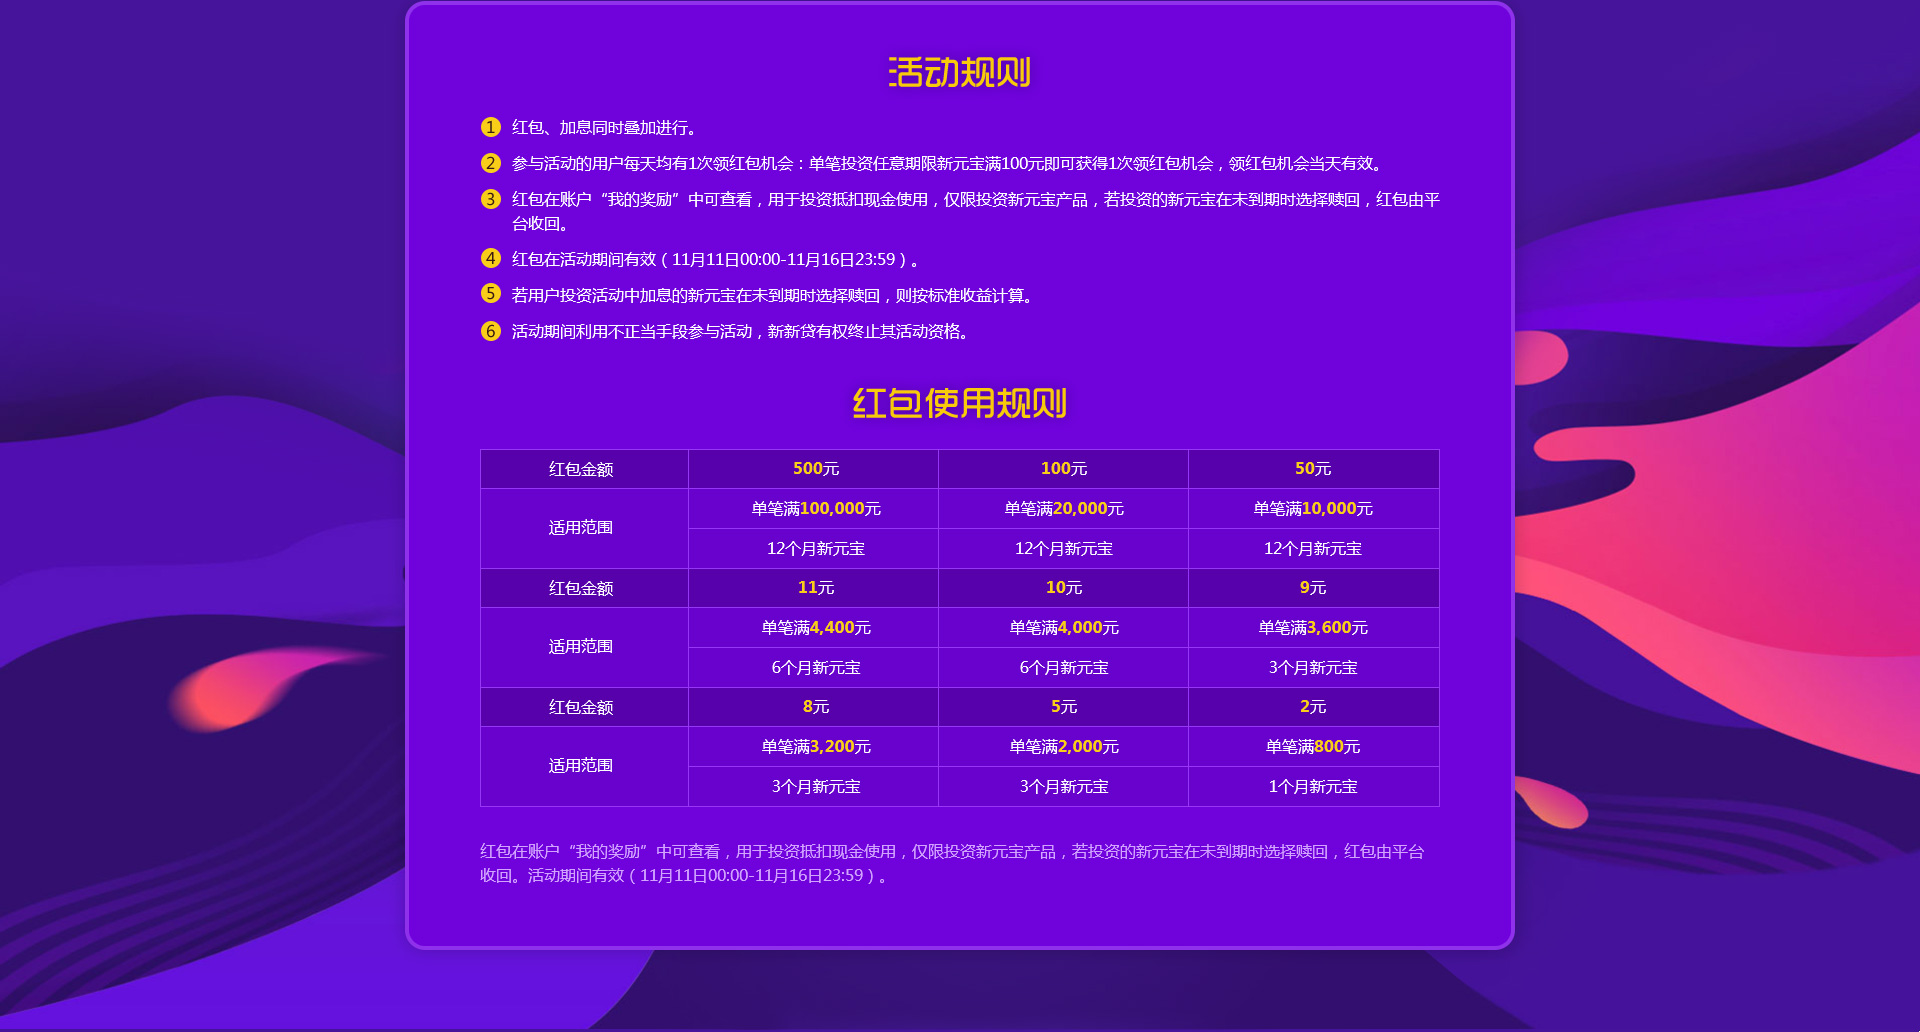 活动规则
1 红包、加息同时叠加进行。
2 参与活动的用户每天均有1次领红包机会：单笔投资任意期限新元宝满100元即可获得1次领红包机会，领红包机会当天有效。
3 红包在账户“我的奖励”中可查看，用于投资抵扣现金使用，仅限投资新元宝产品，若投资的新元宝在未到期时选择赎回，红包由平
台收回。
4 红包在活动期间有效（11月11日00:00-11月16日23:59）。
5 若用户投资活动中加息的新元宝在未到期时选择赎回，则按标准收益计算。
6 活动期间利用不正当手段参与活动，新新贷有权终止其活动资格。
红包使用规则
红包金额 500元 100元 50元
适用范围 单笔满100,000元 单笔满20,000元 单笔满10,000元
12个月新元宝 12个月新元宝 12个月新元宝
红包金额 11元 10元 9元
适用范围 单笔满4,400元 单笔满4,000元 单笔满3,600元
6个月新元宝 6个月新元宝 3个月新元宝
红包金额 8元 5元 2元
适用范围 单笔满3,200元 单笔满2,000元 单笔满800元
3个月新元宝 3个月新元宝 1个月新元宝
红包在账户“我的奖励”中可查看，用于投资抵扣现金使用，仅限投资新元宝产品，若投资的新元宝在未到期时选择赎回，红包由平台
收回。活动期间有效（11月11日00:00-11月16日23:59）。